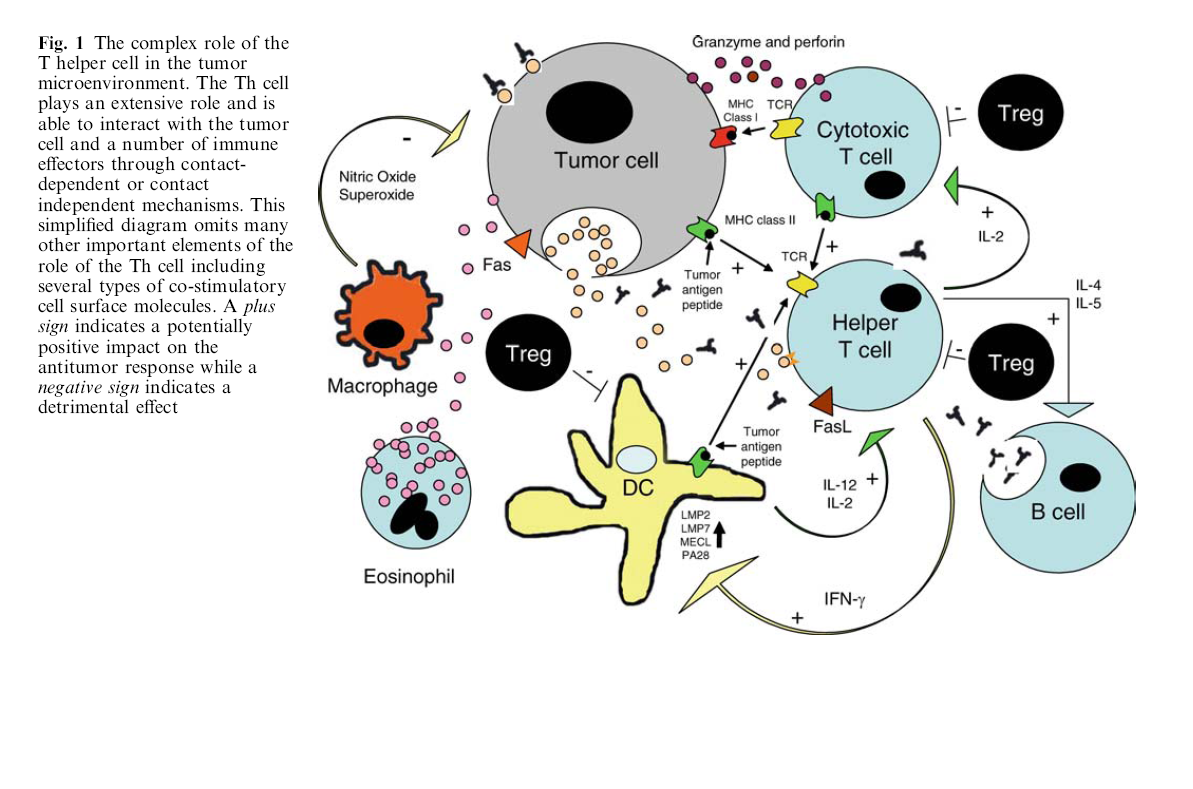 Fig. 1 The complex role of the
T helper cell in the tumor
microenvironment. The Th cell
plays an extensive role and is
able to interact with the tumor
cell and a number of immune
effectors through contact-
dependent or contact
independent mechanisms. This
simplified diagram omits many
other important elements of the
role of the Th cell including
several types of co-stimulatory
cell surface molecules. A plus
sign indicates a potentially
positive impact on the
antitumor response while a
negative sign indicates a
detrimental effect
Granzyme and perforin
MHC
Class I
TCR
Tumor cell
Cytotoxic
T cell
-
Treg
-
Nitric Oxide
Superoxide
MHC class II
+
IL-2
Fas
Tumor
antigen
peptide
+
TCR
+
IL-4
IL-5
+
Macrophage
Treg
-
Helper
T cell
-
Treg
+
FasL
Tumor
antigen
peptide
DC
IL-12
IL-2
+
LMP2
LMP7
MECL
PA28
B cell
Eosinophil
IFN-γ
+